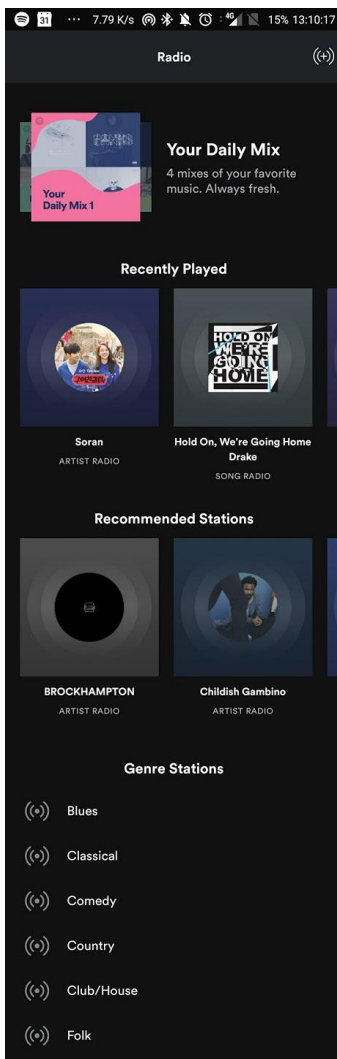 31 ... 7.79 K/s 4G 15% 13:10:17
Radio
Your Daily Mix
4 mixes of your favorite
music. Always fresh.
Your
Daily Mix 1
Recently Played
HOLD ON
WE'RE
GOING
HOME
Soran
ARTIST RADIO
Hold On, We're Going Home
Drake
SONG RADIO
Recommended Stations
BROCKHAMPTON
ARTIST RADIO
Childish Gambino
ARTIST RADIO
Genre Stations
Blues
Classical
Comedy
Country
Club/House
Folk